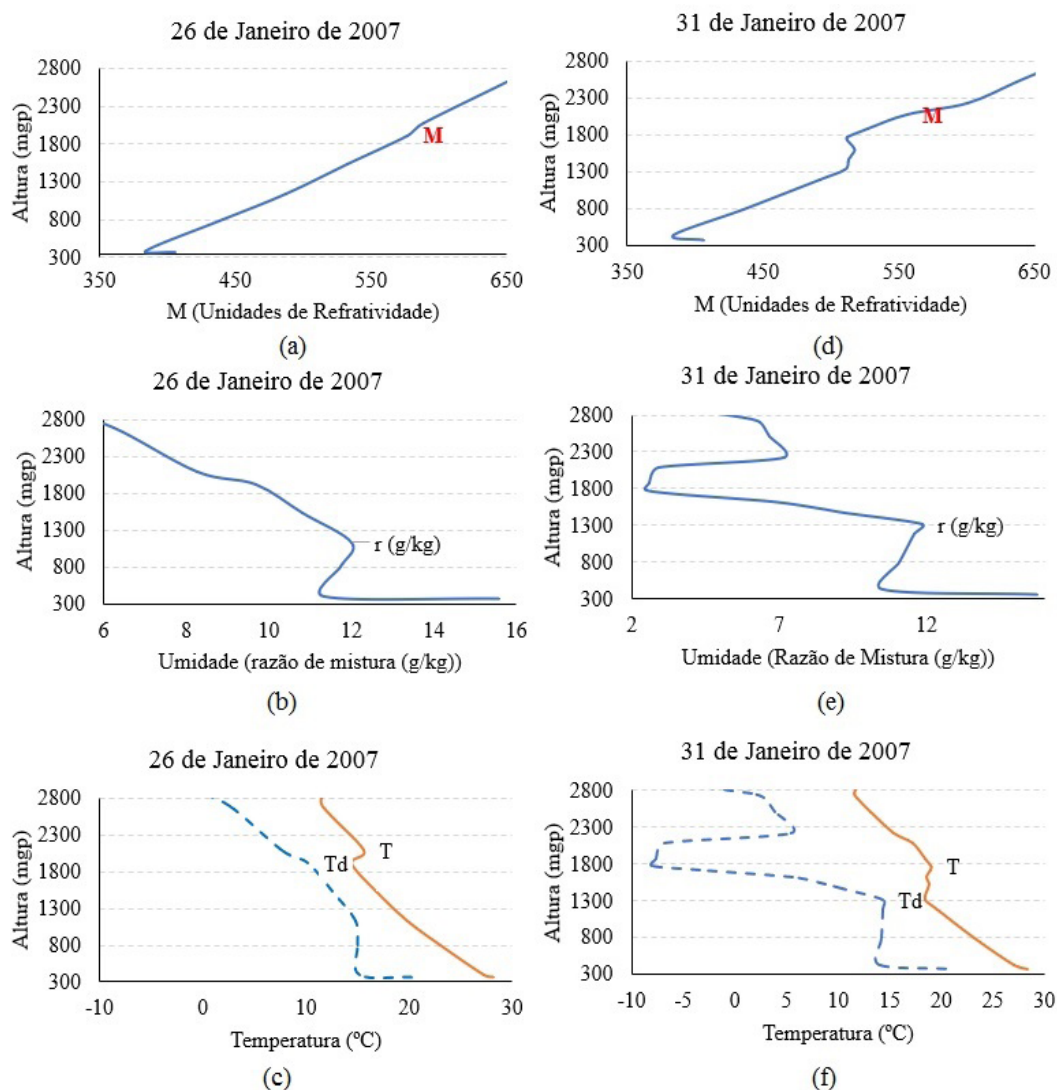 26 de Janeiro de 2007
Altura (mgp)
2800
2300
1800
1300
800
300
M
350
450
550
650
M (Unidades de Refratividade)
(a)
31 de Janeiro de 2007
Altura (mgp)
2800
2300
1800
1300
800
300
M
350
450
550
650
M (Unidades de Refratividade)
(d)
26 de Janeiro de 2007
Altura (mgp)
2800
2300
1800
1300
800
300
r (g/kg)
6
8
10
12
14
16
Umidade (razão de mistura (g/kg))
(b)
31 de Janeiro de 2007
Altura (mgp)
2800
2300
1800
1300
800
300
r (g/kg)
2
7
12
Umidade (Razão de Mistura (g/kg))
(e)
26 de Janeiro de 2007
Altura (mgp)
2800
2300
1800
1300
800
300
Td
T
-10
0
10
20
30
Temperatura (ºC)
(c)
31 de Janeiro de 2007
Altura (mgp)
2800
2300
1800
1300
800
300
T
Td
-10
-5
0
5
10
15
20
25
30
Temperatura (ºC)
(f)